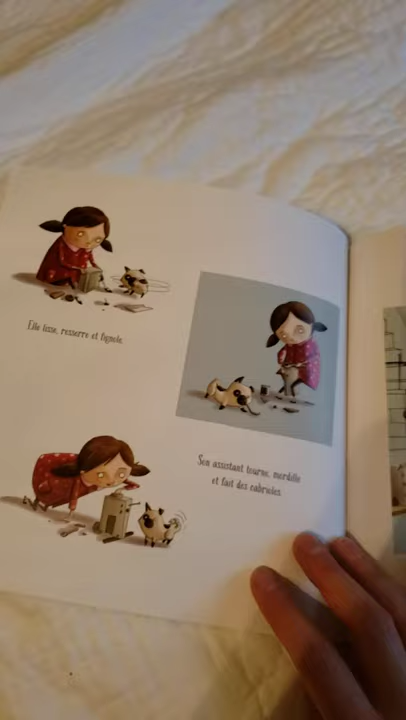 Elle lisse, resserre et fignole.
Son assistant tourne, mordille
et fait des cabrioles.